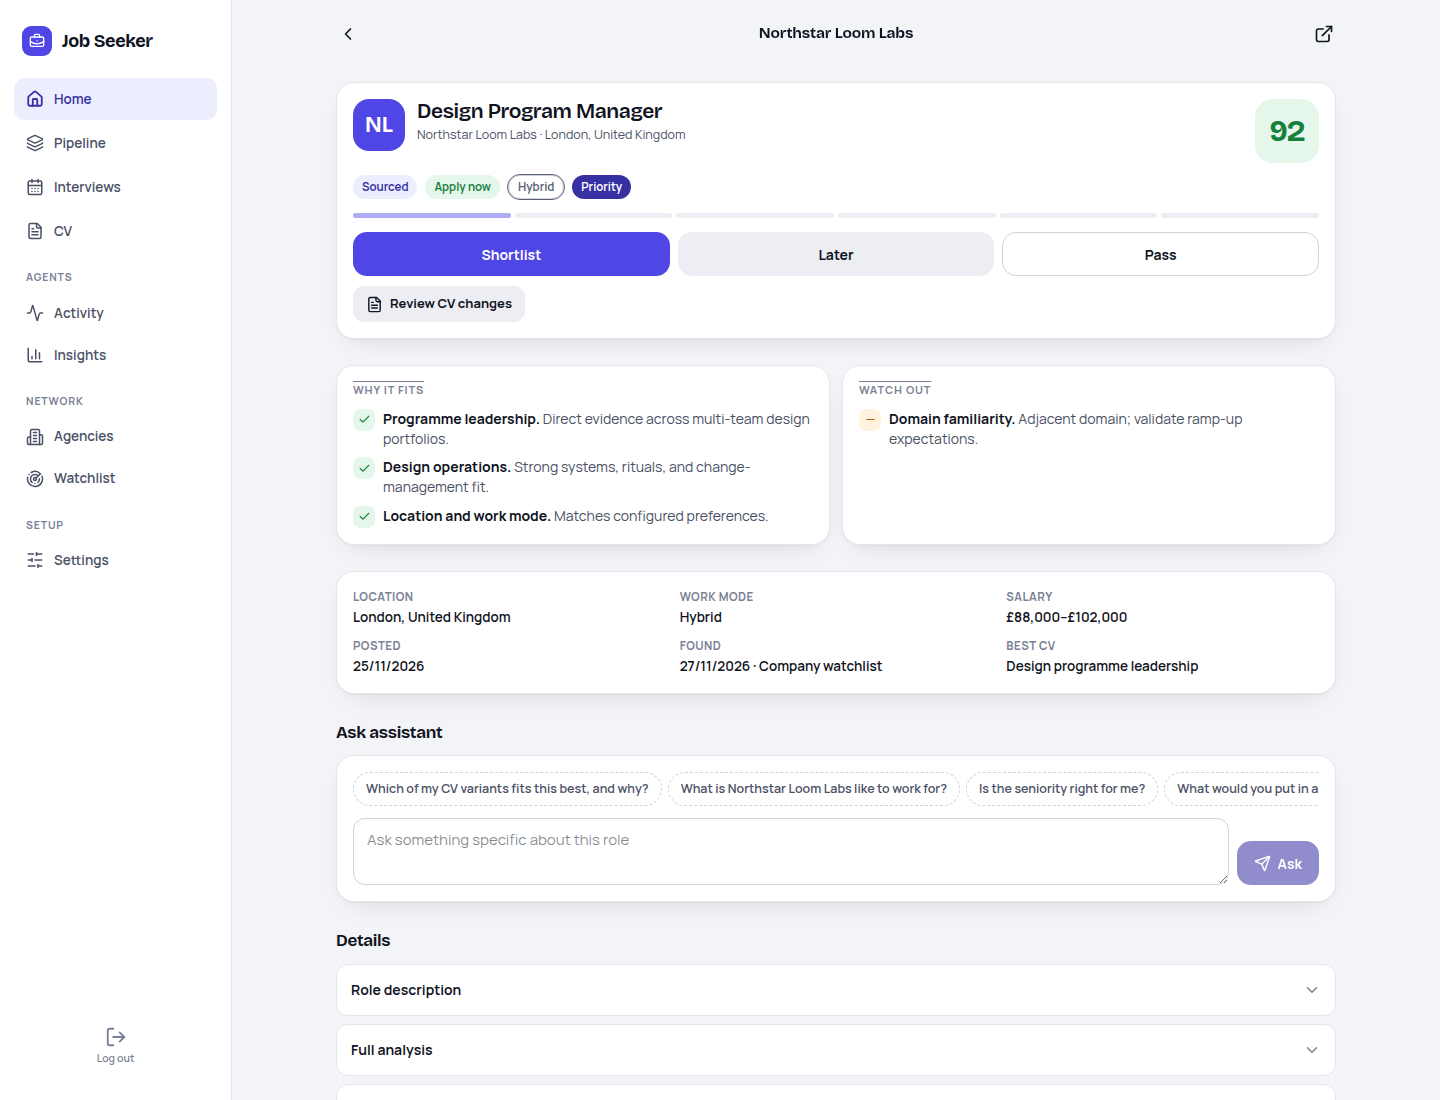 Job Seeker
Home
Pipeline
Interviews
CV
AGENTS
Activity
Insights
NETWORK
Agencies
Watchlist
SETUP
Settings
Log out
Northstar Loom Labs
NL
Design Program Manager
Northstar Loom Labs · London, United Kingdom
92
Sourced
Apply now
Hybrid
Priority
Shortlist
Later
Pass
Review CV changes
WHY IT FITS
Programme leadership. Direct evidence across multi-team design
portfolios.
Design operations. Strong systems, rituals, and change-
management fit.
Location and work mode. Matches configured preferences.
WATCH OUT
Domain familiarity. Adjacent domain; validate ramp-up
expectations.
LOCATION
London, United Kingdom
WORK MODE
Hybrid
SALARY
£88,000–£102,000
POSTED
25/11/2026
FOUND
27/11/2026 · Company watchlist
BEST CV
Design programme leadership
Ask assistant
Which of my CV variants fits this best, and why?
What is Northstar Loom Labs like to work for?
Is the seniority right for me?
What would you put in a
Ask something specific about this role
Ask
Details
Role description
Full analysis